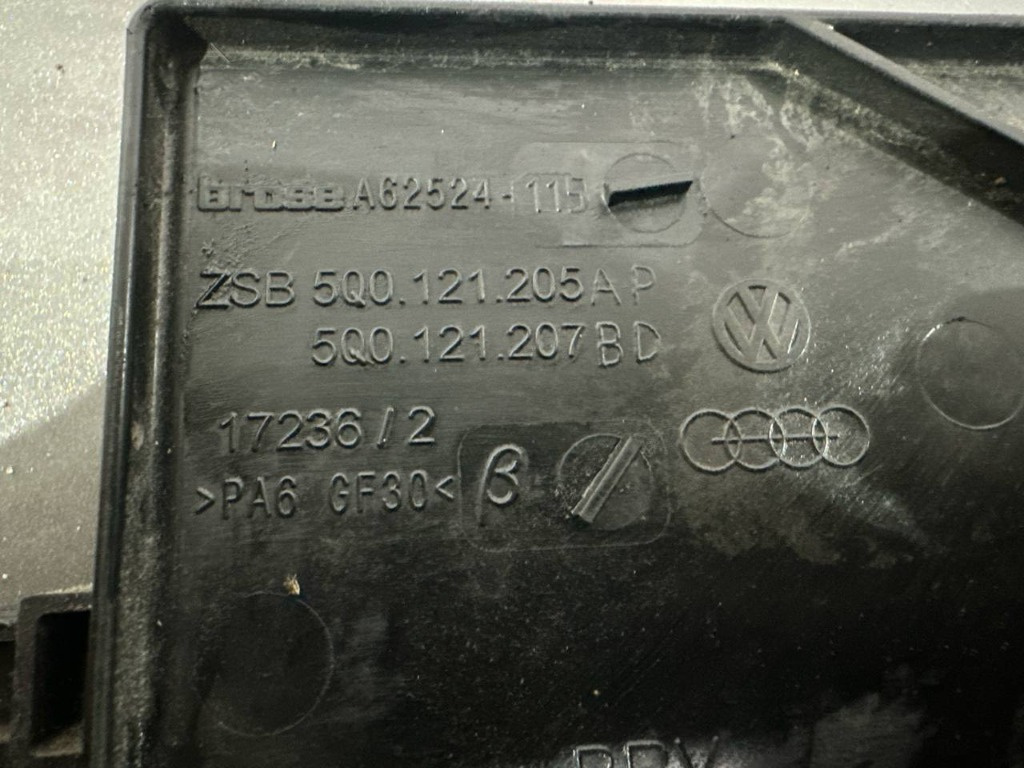 brose A62524-115
ZSB 5Q0.121.205AP
5Q0.121.207BD
17236/2
>PA6 GF30< β